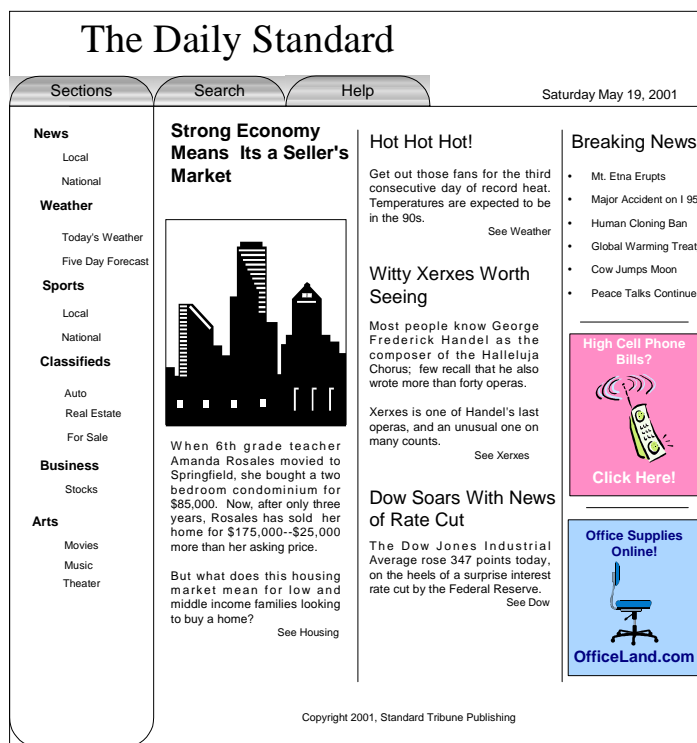 The Daily Standard
Sections
Search
Help
Saturday May 19, 2001
News
Local
National
Weather
Today's Weather
Five Day Forecast
Sports
Local
National
Classifieds
Auto
Real Estate
For Sale
Business
Stocks
Arts
Movies
Music
Theater
Strong Economy
Means Its a Seller's
Market
When 6th grade teacher
Amanda Rosales movied to
Springfield, she bought a two
bedroom condominium for
$85,000. Now, after only three
years, Rosales has sold her
home for $175,000--$25,000
more than her asking price.
But what does this housing
market mean for low and
middle income families looking
to buy a home?
See Housing
Hot Hot Hot!
Get out those fans for the third
consecutive day of record heat.
Temperatures are expected to be
in the 90s.
See Weather
Witty Xerxes Worth
Seeing
Most people know George
Frederick Handel as the
composer of the Halleluja
Chorus; few recall that he also
wrote more than forty operas.
Xerxes is one of Handel's last
operas, and an unusual one on
many counts.
See Xerxes
Dow Soars With News
of Rate Cut
The Dow Jones Industrial
Average rose 347 points today,
on the heels of a surprise interest
rate cut by the Federal Reserve.
See Dow
Breaking News
• Mt. Etna Erupts
• Major Accident on I 95
• Human Cloning Ban
• Global Warming Treat
• Cow Jumps Moon
• Peace Talks Continue
High Cell Phone
Bills?
Click Here!
Office Supplies
Online!
OfficeLand.com
Copyright 2001, Standard Tribune Publishing